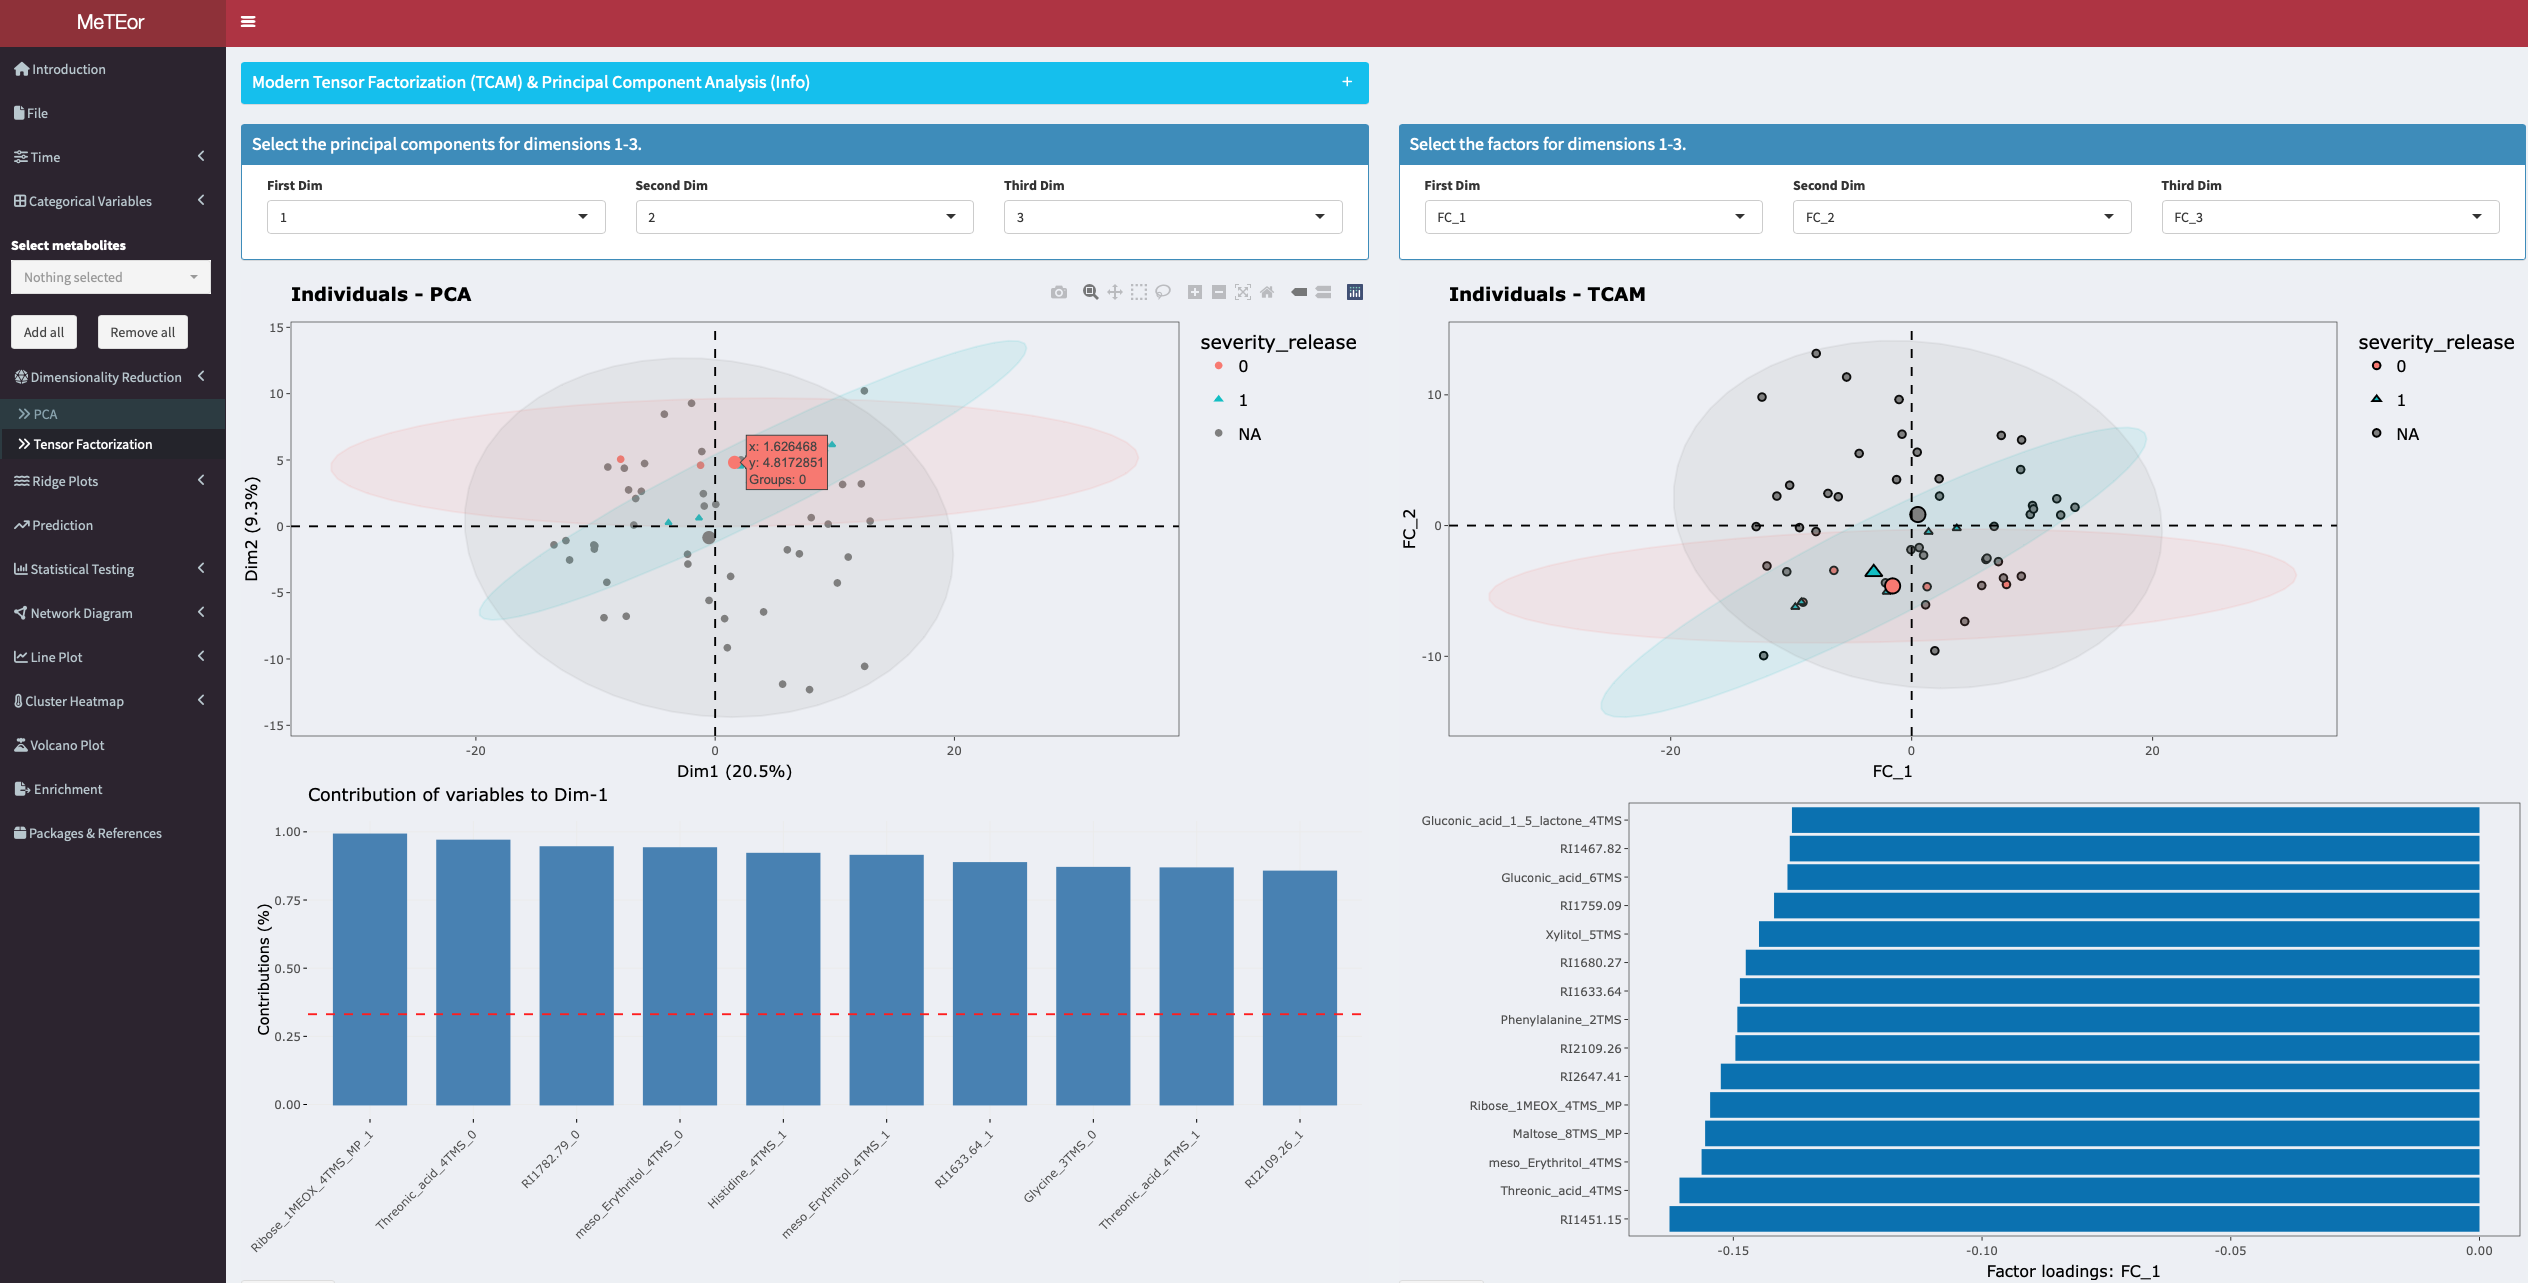 MeTEor
Introduction
File
Time
Categorical Variables
Select metabolites
Nothing selected
Add all
Remove all
Dimensionality Reduction
PCA
Tensor Factorization
Ridge Plots
Prediction
Statistical Testing
Network Diagram
Line Plot
Cluster Heatmap
Volcano Plot
Enrichment
Packages & References
Modern Tensor Factorization (TCAM) & Principal Component Analysis (Info)
+
Select the principal components for dimensions 1-3.
First Dim
Second Dim
Third Dim
1
2
3
Individuals - PCA
15
10
5
0
-5
-10
-15
Dim2 (9.3%)
x: 1.626468
y: 4.8172851
Groups: 0
-20
0
20
Dim1 (20.5%)
severity_release
0
1
NA
Contribution of variables to Dim-1
1.00
0.75
0.50
0.25
0.00
Contributions (%)
Ribose_1MEOX_4TMS_MP_1
Threonic_acid_4TMS_0
RI1782.79_0
meso_Erythritol_4TMS_0
Histidine_4TMS_1
meso_Erythritol_4TMS_1
RI1633.64_1
Glycine_3TMS_0
Threonic_acid_4TMS_1
RI2109.26_1
Select the factors for dimensions 1-3.
First Dim
Second Dim
Third Dim
FC_1
FC_2
FC_3
Individuals - TCAM
10
0
-10
FC_2
-20
0
20
FC_1
severity_release
0
1
NA
Gluconic_acid_1_5_lactone_4TMS
RI1467.82
Gluconic_acid_6TMS
RI1759.09
Xylitol_5TMS
RI1680.27
RI1633.64
Phenylalanine_2TMS
RI2109.26
RI2647.41
Ribose_1MEOX_4TMS_MP
Maltose_8TMS_MP
meso_Erythritol_4TMS
Threonic_acid_4TMS
RI1451.15
-0.15
-0.10
-0.05
0.00
Factor loadings: FC_1